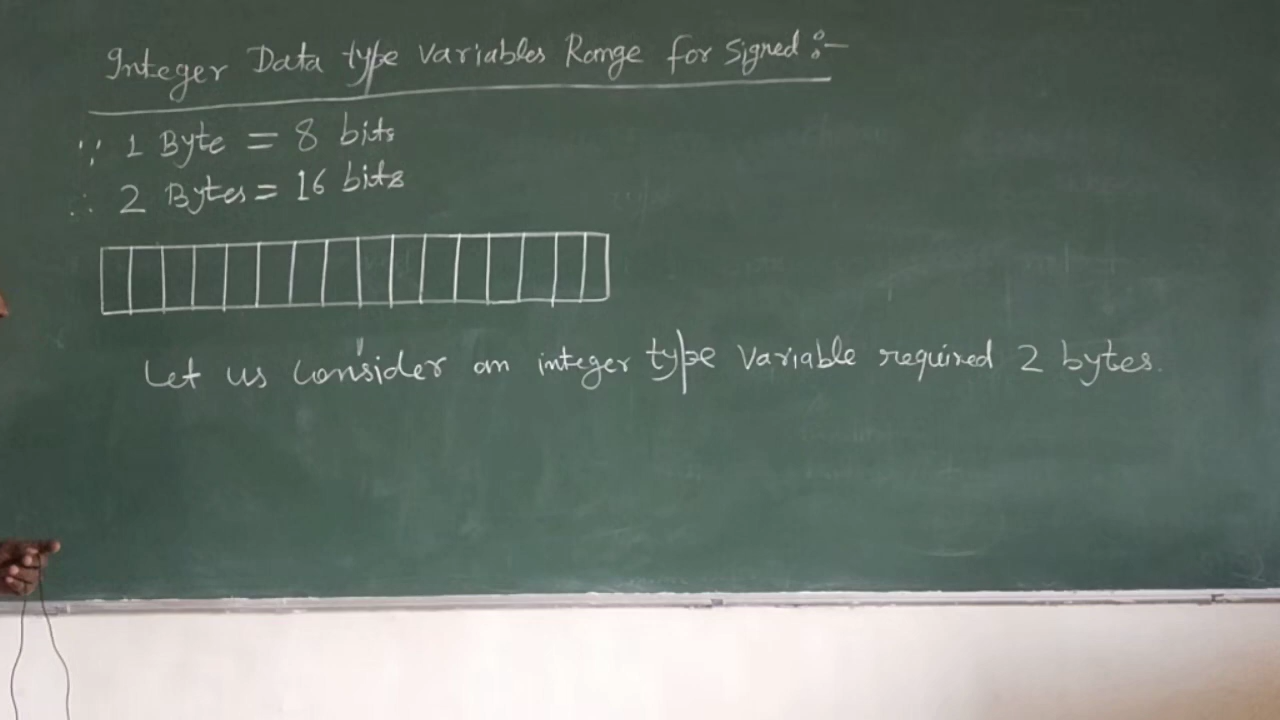 Integer Data type variables Range for Signed :-
∵ 1 Byte = 8 bits
∴ 2 Bytes = 16 bits
Let us consider an integer type variable required 2 bytes.